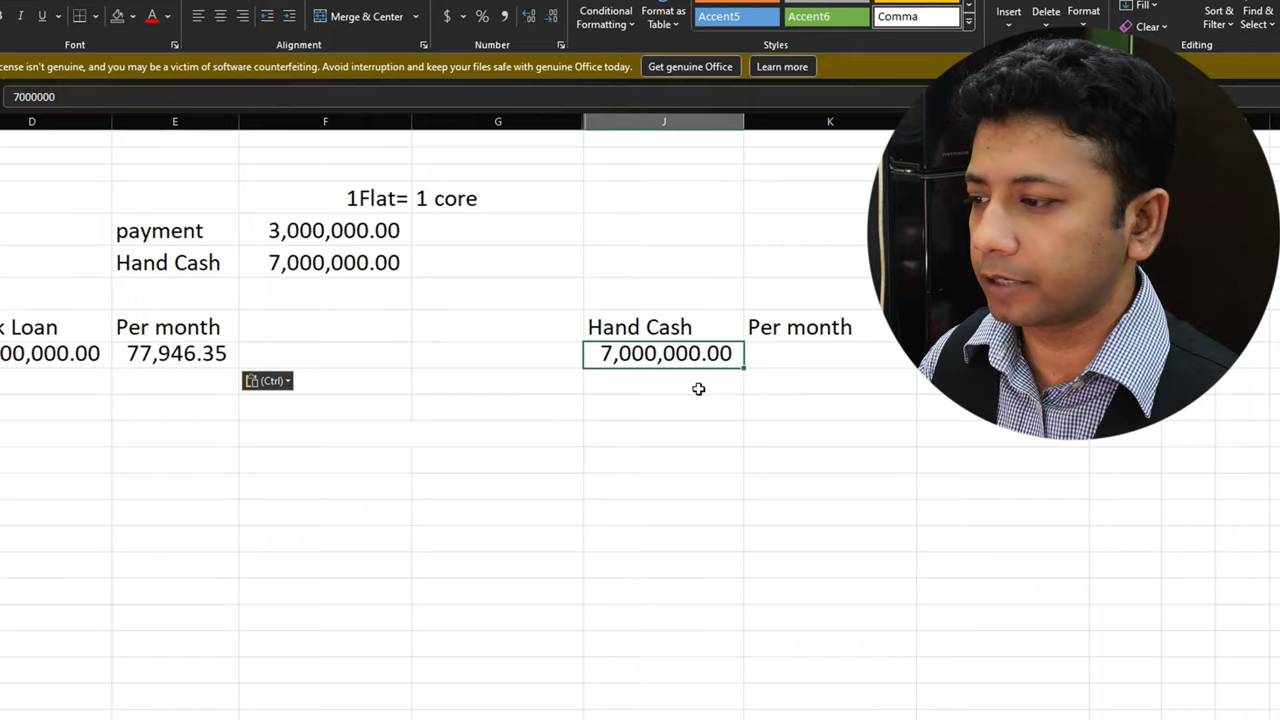 I U A
Merge & Center
$ % ,
Conditional
Formatting
Format as
Table
Accent5 Accent6 Comma
Insert Delete Format
Fill
Clear
Sort &
Filter
Find &
Select
Font Alignment Number Styles Editing
cense isn't genuine, and you may be a victim of software counterfeiting. Avoid interruption and keep your files safe with genuine Office today. Get genuine Office Learn more
7000000
D E F G J K
1Flat= 1 core
payment 3,000,000.00
Hand Cash 7,000,000.00
k Loan Per month Hand Cash Per month
00,000.00 77,946.35 7,000,000.00
(Ctrl)